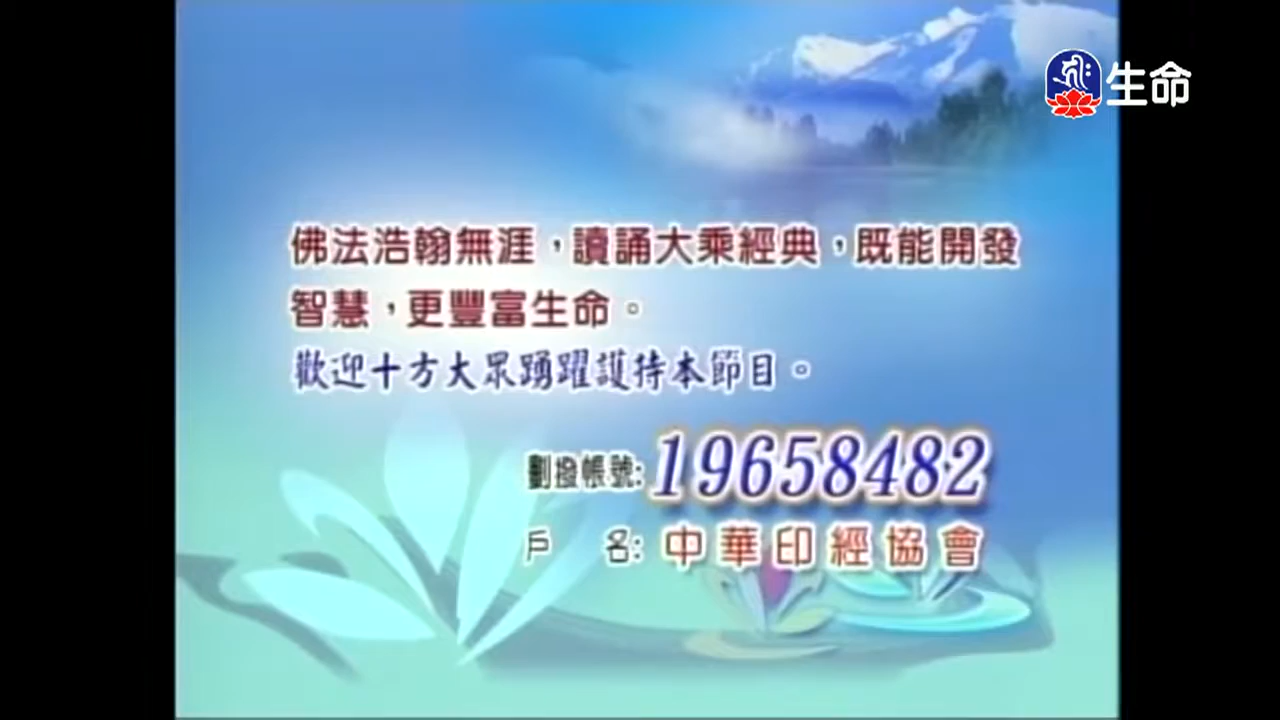 生命
佛法浩翰無涯，讀誦大乘經典，既能開發
智慧，更豐富生命。
歡迎十方大眾踴躍護持本節目。
劃撥帳號:19658482
戶 名:中華印經協會